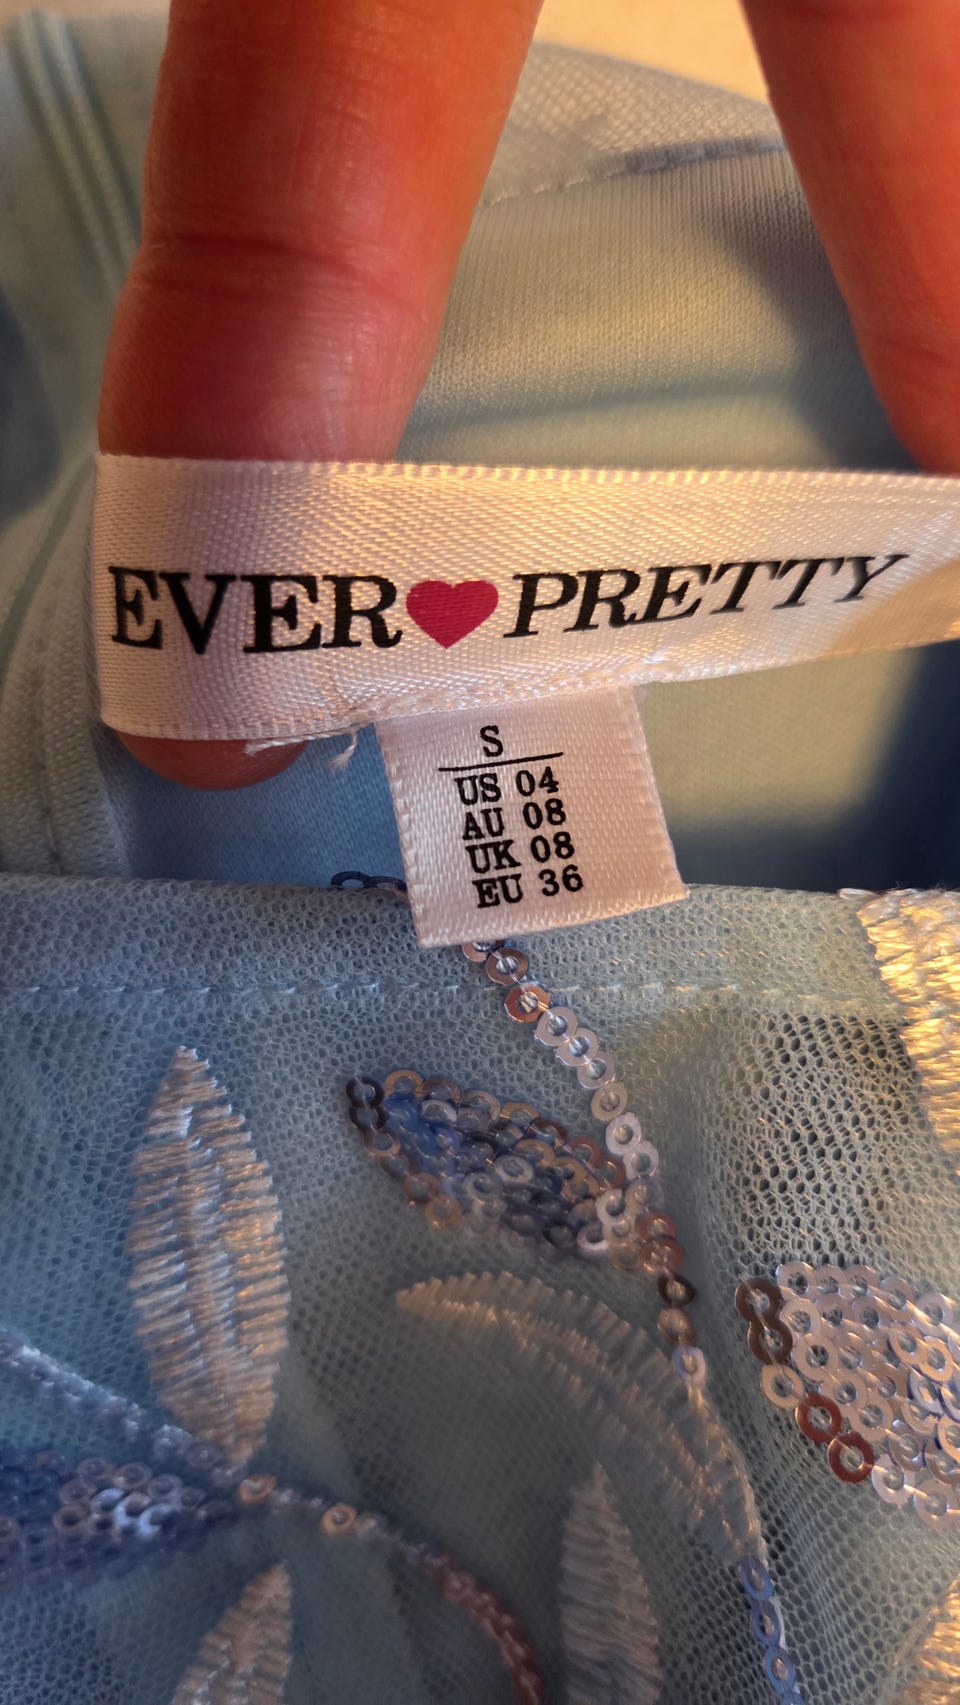 EVER❤PRETTY
S
US 04
AU 08
UK 08
EU 36